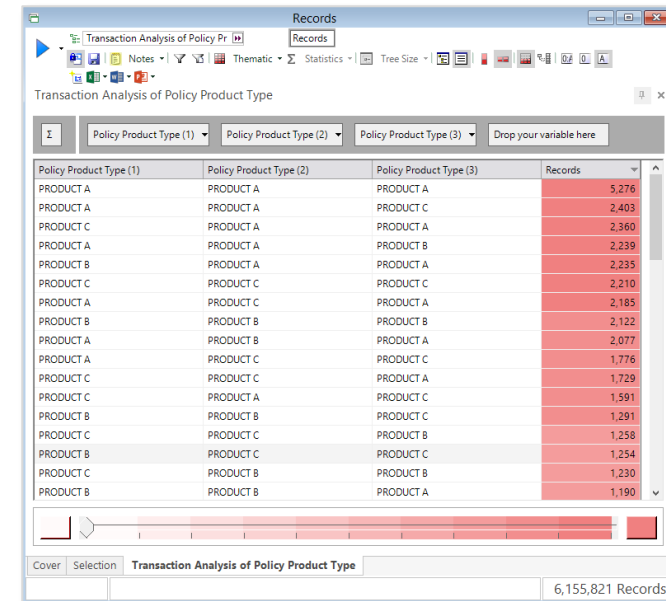 Records
Transaction Analysis of Policy Pr
Records
Notes Thematic Σ Statistics Tree Size
Transaction Analysis of Policy Product Type
Σ Policy Product Type (1) Policy Product Type (2) Policy Product Type (3) Drop your variable here
Policy Product Type (1) Policy Product Type (2) Policy Product Type (3) Records
PRODUCT A PRODUCT A PRODUCT A 5,276
PRODUCT A PRODUCT A PRODUCT C 2,403
PRODUCT C PRODUCT A PRODUCT A 2,360
PRODUCT A PRODUCT A PRODUCT B 2,239
PRODUCT B PRODUCT A PRODUCT A 2,235
PRODUCT C PRODUCT C PRODUCT C 2,210
PRODUCT A PRODUCT C PRODUCT A 2,185
PRODUCT B PRODUCT B PRODUCT B 2,122
PRODUCT A PRODUCT B PRODUCT A 2,077
PRODUCT A PRODUCT C PRODUCT C 1,776
PRODUCT C PRODUCT C PRODUCT A 1,729
PRODUCT C PRODUCT A PRODUCT C 1,591
PRODUCT B PRODUCT B PRODUCT C 1,291
PRODUCT C PRODUCT C PRODUCT B 1,258
PRODUCT B PRODUCT C PRODUCT C 1,254
PRODUCT C PRODUCT B PRODUCT B 1,230
PRODUCT B PRODUCT B PRODUCT A 1,190
Cover Selection Transaction Analysis of Policy Product Type
6,155,821 Records